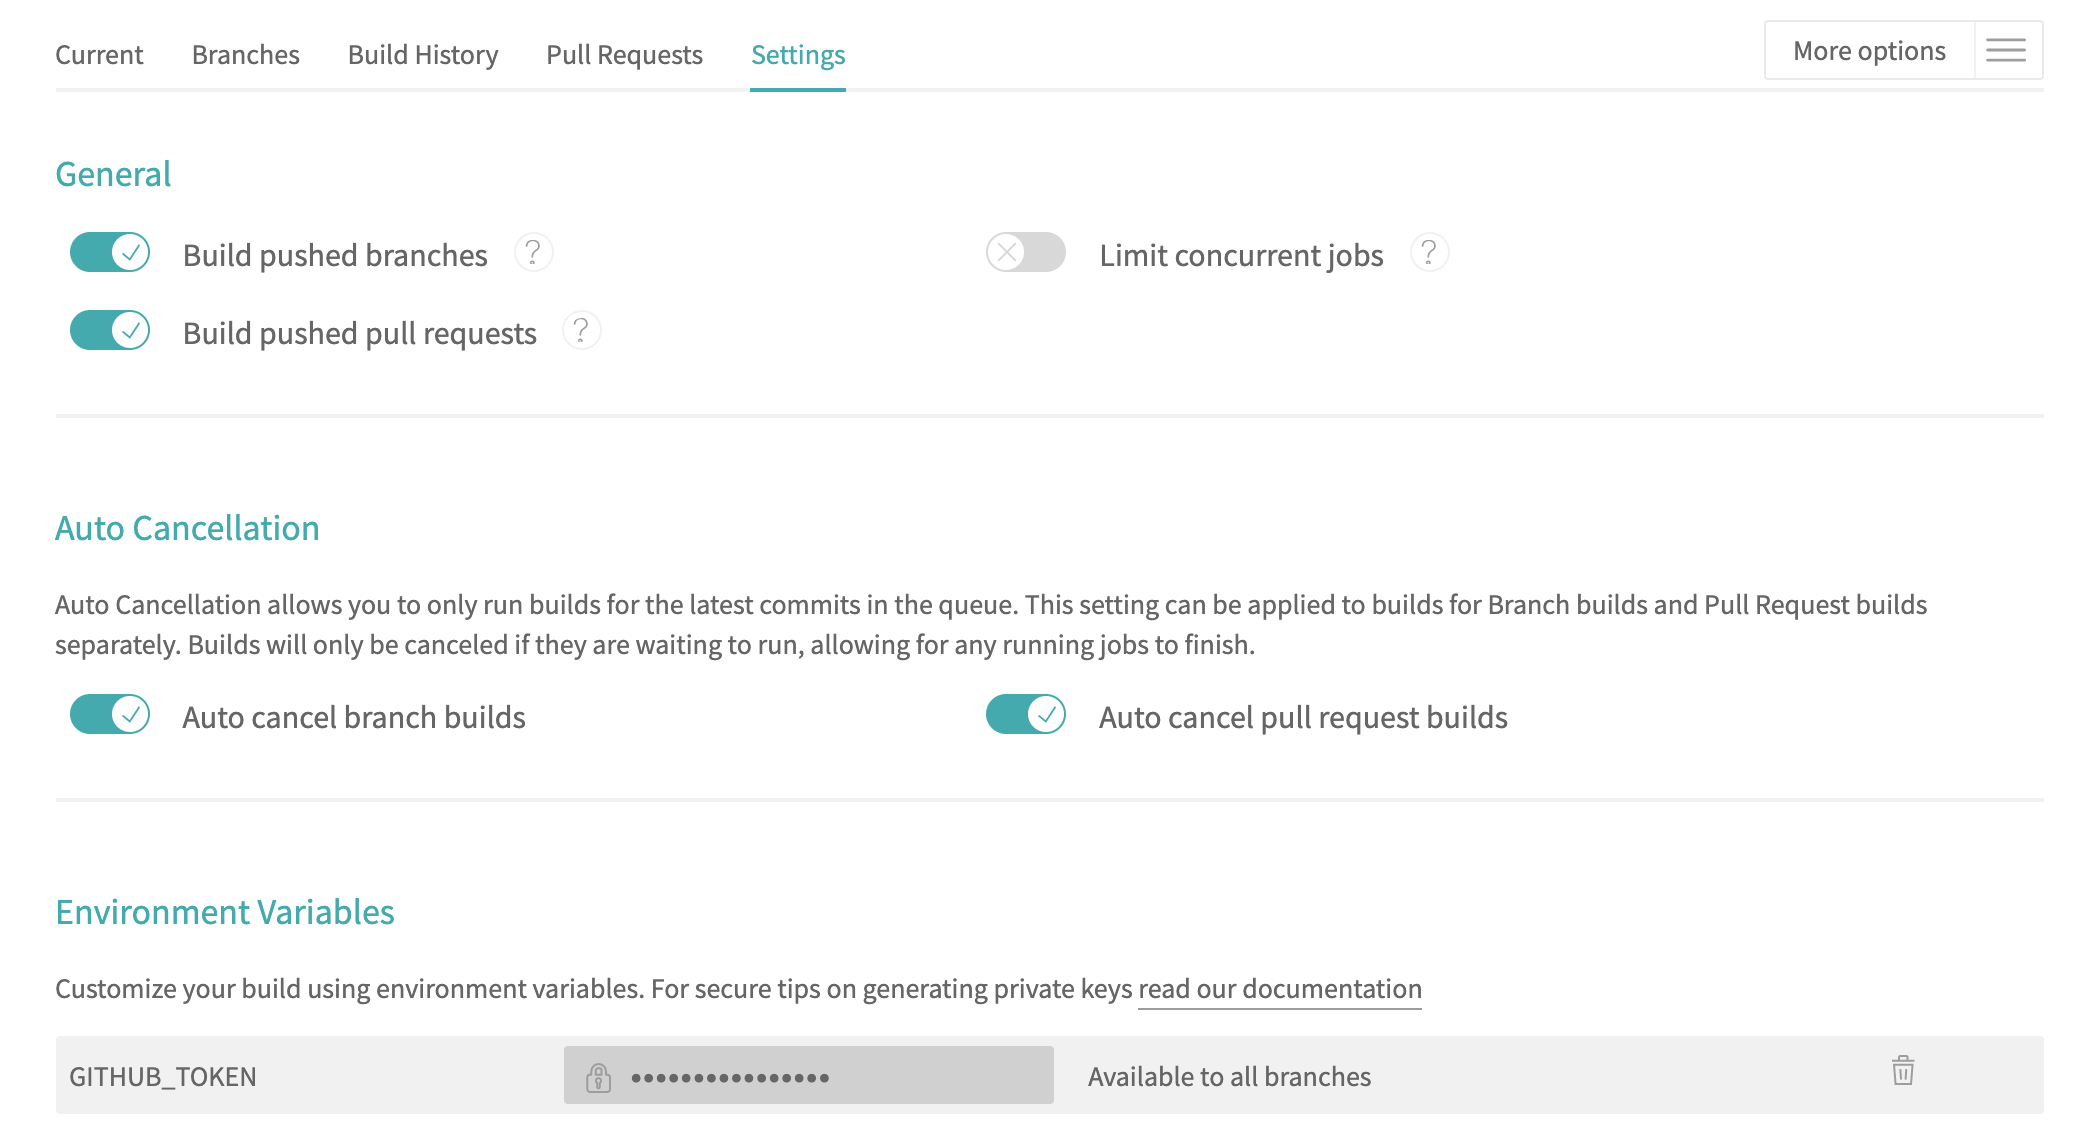 Current Branches Build History Pull Requests Settings More options
General
Build pushed branches ? Limit concurrent jobs ?
Build pushed pull requests ?
Auto Cancellation
Auto Cancellation allows you to only run builds for the latest commits in the queue. This setting can be applied to builds for Branch builds and Pull Request builds
separately. Builds will only be canceled if they are waiting to run, allowing for any running jobs to finish.
Auto cancel branch builds Auto cancel pull request builds
Environment Variables
Customize your build using environment variables. For secure tips on generating private keys read our documentation
GITHUB_TOKEN •••••••••••••••• Available to all branches